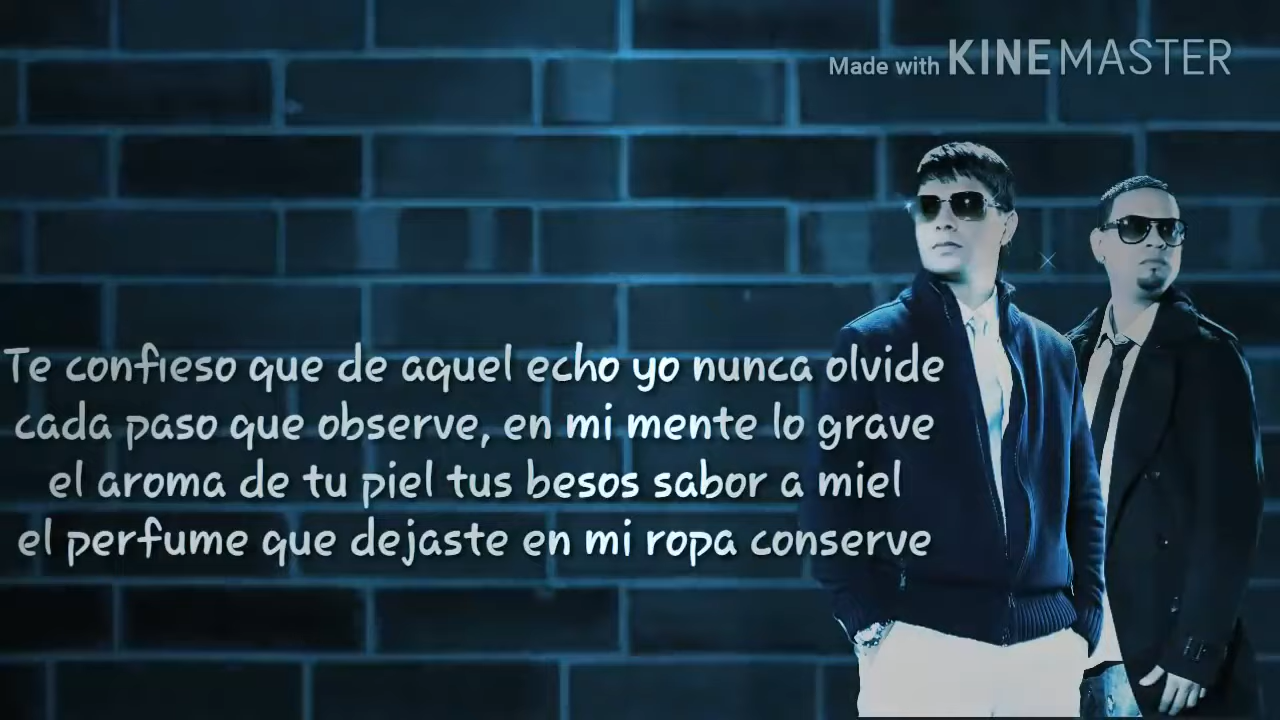 Made with KINEMASTER
Te confieso que de aquel echo yo nunca olvide
cada paso que observe, en mi mente lo grave
el aroma de tu piel tus besos sabor a miel
el perfume que dejaste en mi ropa conserve